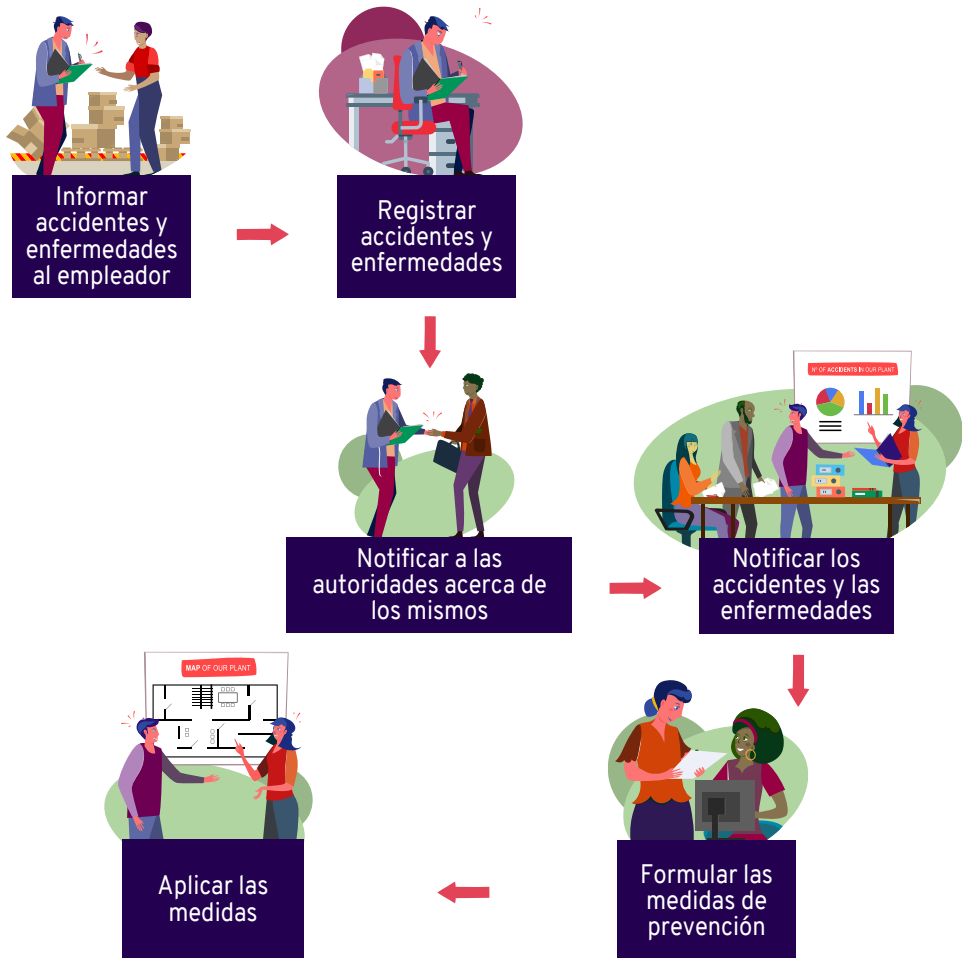 Informar
accidentes y
enfermedades
al empleador
Registrar
accidentes y
enfermedades
Nº OF ACCIDENTS IN OUR PLANT
Notificar a las
autoridades acerca de
los mismos
Notificar los
accidentes y las
enfermedades
MAP OF OUR PLANT
Formular las
medidas de
prevención
Aplicar las
medidas